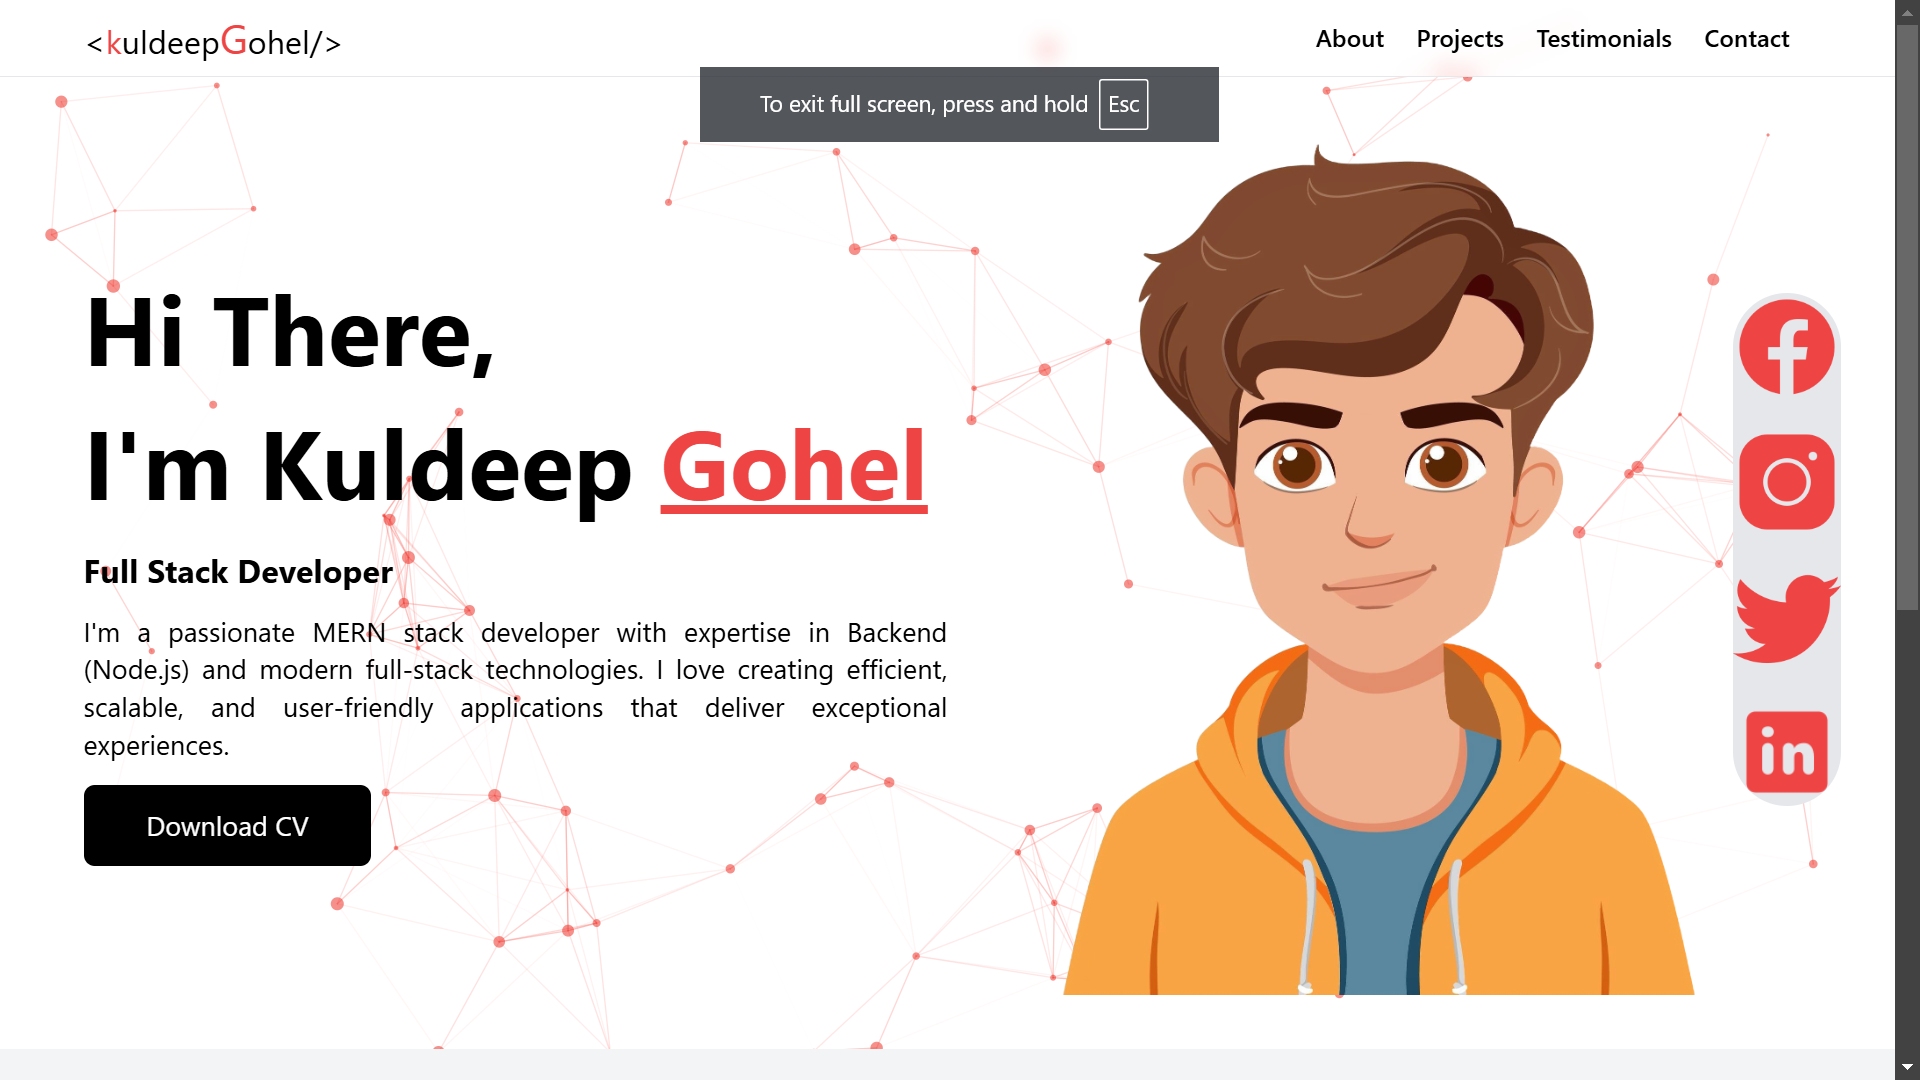 <kuldeepGohel/>
About Projects Testimonials Contact
To exit full screen, press and hold Esc
Hi There,
I'm Kuldeep Gohel
Full Stack Developer
I'm a passionate MERN stack developer with expertise in Backend
(Node.js) and modern full-stack technologies. I love creating efficient,
scalable, and user-friendly applications that deliver exceptional
experiences.
Download CV